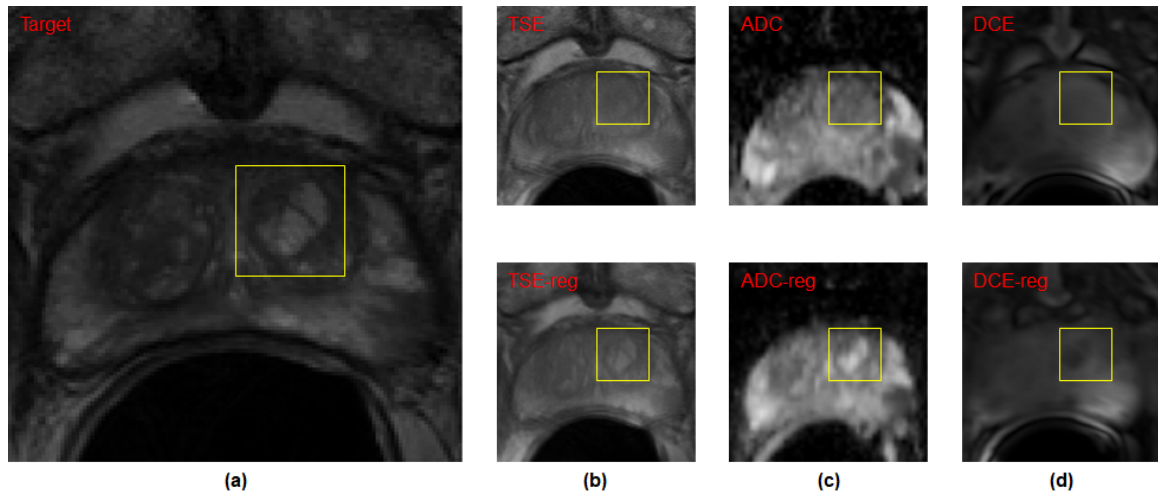 Target
TSE
ADC
DCE
TSE-reg
ADC-reg
DCE-reg
(a)
(b)
(c)
(d)